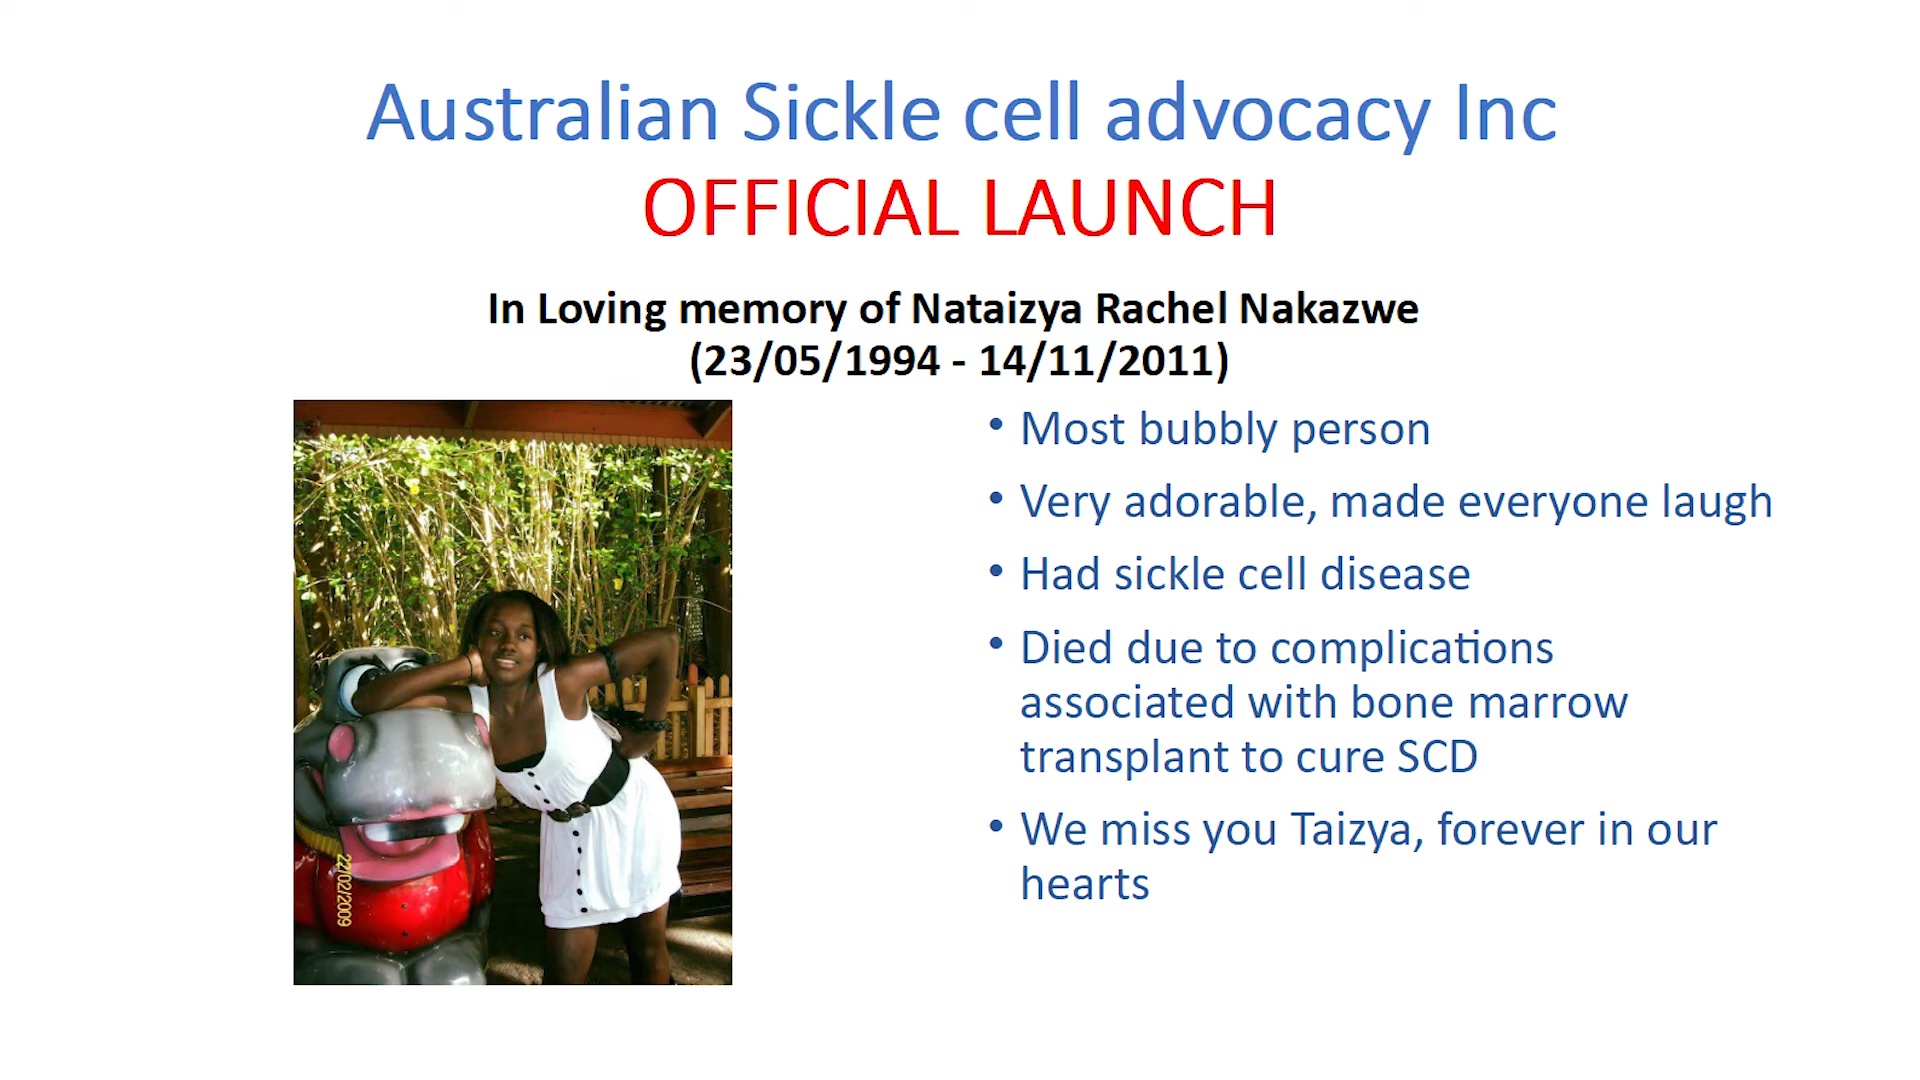 Australian Sickle cell advocacy Inc
OFFICIAL LAUNCH
In Loving memory of Nataizya Rachel Nakazwe
(23/05/1994 - 14/11/2011)
• Most bubbly person
• Very adorable, made everyone laugh
• Had sickle cell disease
• Died due to complications
associated with bone marrow
transplant to cure SCD
• We miss you Taizya, forever in our
hearts
22/02/2009